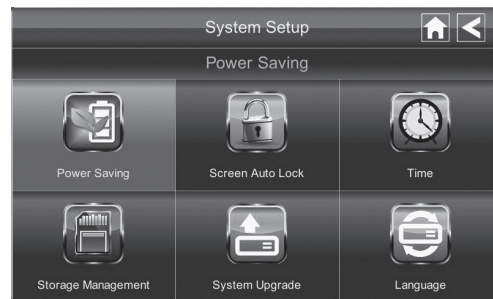 System Setup
Power Saving
Power Saving
Screen Auto Lock
Time
Storage Management
System Upgrade
Language